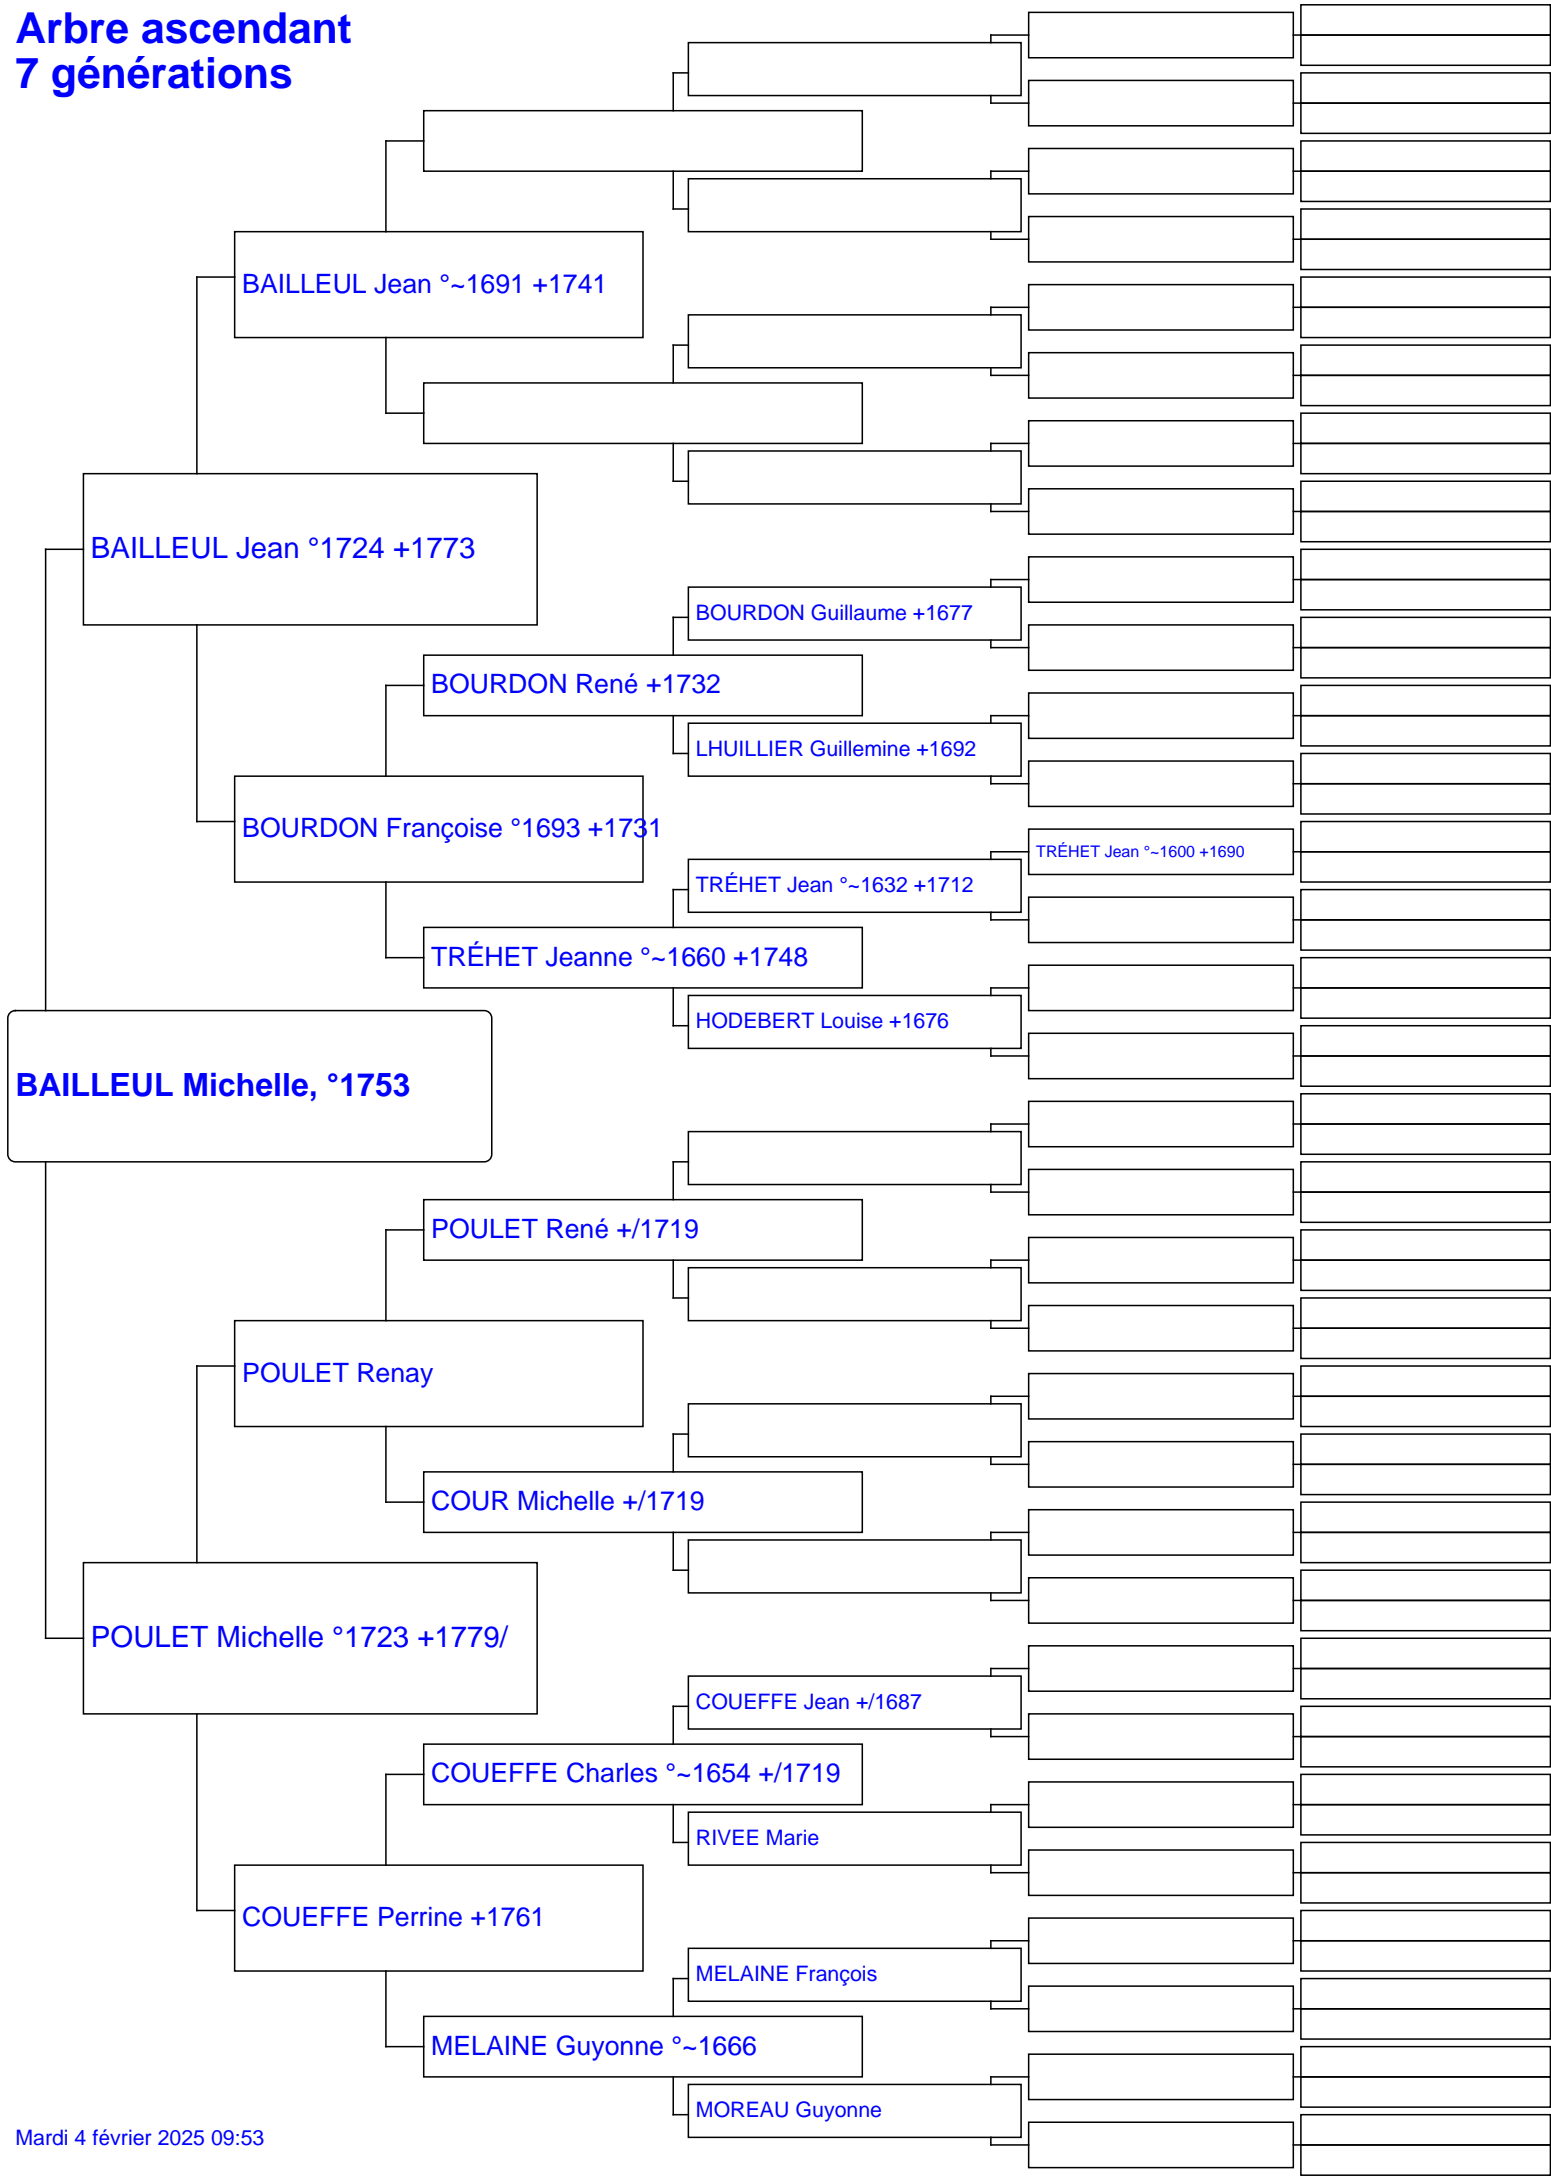 Arbre ascendant
7 générations
BAILLEUL Jean °~1691 +1741
BAILLEUL Jean °1724 +1773
BOURDON Guillaume +1677
BOURDON René +1732
LHUILLIER Guillemine +1692
BOURDON Françoise °1693 +1731
TRÉHET Jean °~1600 +1690
TRÉHET Jean °~1632 +1712
TRÉHET Jeanne °~1660 +1748
HODEBERT Louise +1676
BAILLEUL Michelle, °1753
POULET René +/1719
POULET Renay
COUR Michelle +/1719
POULET Michelle °1723 +1779/
COUEFFE Jean +/1687
COUEFFE Charles °~1654 +/1719
RIVEE Marie
COUEFFE Perrine +1761
MELAINE François
MELAINE Guyonne °~1666
MOREAU Guyonne
Mardi 4 février 2025 09:53